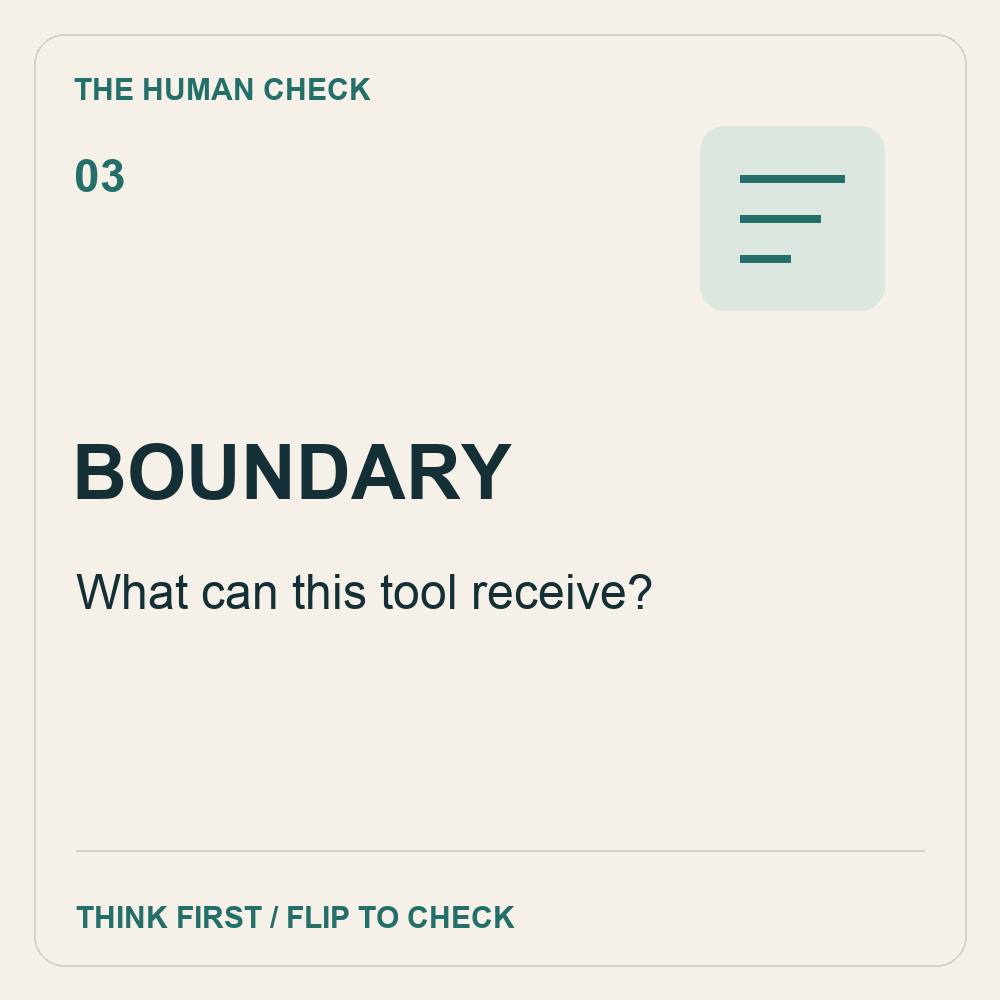 THE HUMAN CHECK
03
BOUNDARY
What can this tool receive?
THINK FIRST / FLIP TO CHECK